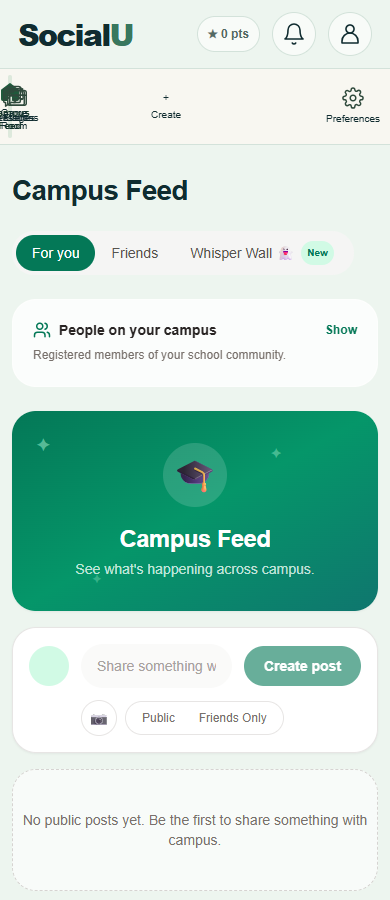 SocialU
★ 0 pts
+
Create
Preferences
Campus Feed
For you
Friends
Whisper Wall 👻
New
People on your campus
Show
Registered members of your school community.
Campus Feed
See what's happening across campus.
Share something w
Create post
Public
Friends Only
No public posts yet. Be the first to share something with
campus.